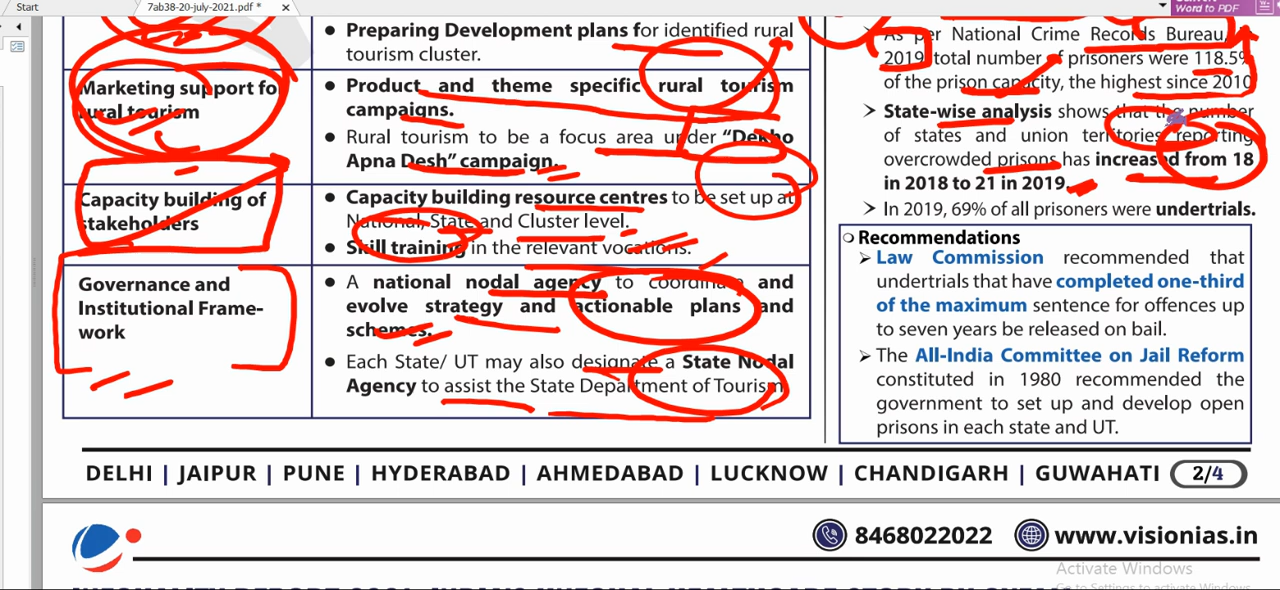 Start
7ab38-20-july-2021.pdf *
Word to PDF
Preparing Development plans for identified rural
tourism cluster.
Marketing support fo
rural tourism
• Product and theme specific rural tourism
campaigns.
• Rural tourism to be a focus area under “Dekho
Apna Desh” campaign.
Capacity building of
stakeholders
• Capacity building resource centres to be set up at
National, State and Cluster level.
• Skill training in the relevant vocations.
Governance and
Institutional Frame-
work
• A national nodal agency to coordinate and
evolve strategy and actionable plans and
schemes.
• Each State/ UT may also designate a State Nodal
Agency to assist the State Department of Tourism
As per National Crime Records Bureau,
2019, total number of prisoners were 118.5%
of the prison capacity, the highest since 2010
➢ State-wise analysis shows that the number
of states and union territories reporting
overcrowded prisons has increased from 18
in 2018 to 21 in 2019.
➢ In 2019, 69% of all prisoners were undertrials.
Recommendations
➢ Law Commission recommended that
undertrials that have completed one-third
of the maximum sentence for offences up
to seven years be released on bail.
➢ The All-India Committee on Jail Reform
constituted in 1980 recommended the
government to set up and develop open
prisons in each state and UT.
DELHI | JAIPUR | PUNE | HYDERABAD | AHMEDABAD | LUCKNOW | CHANDIGARH | GUWAHATI 2/4
8468022022 www.visionias.in
Activate Windows
Go to Settings to activate Windows